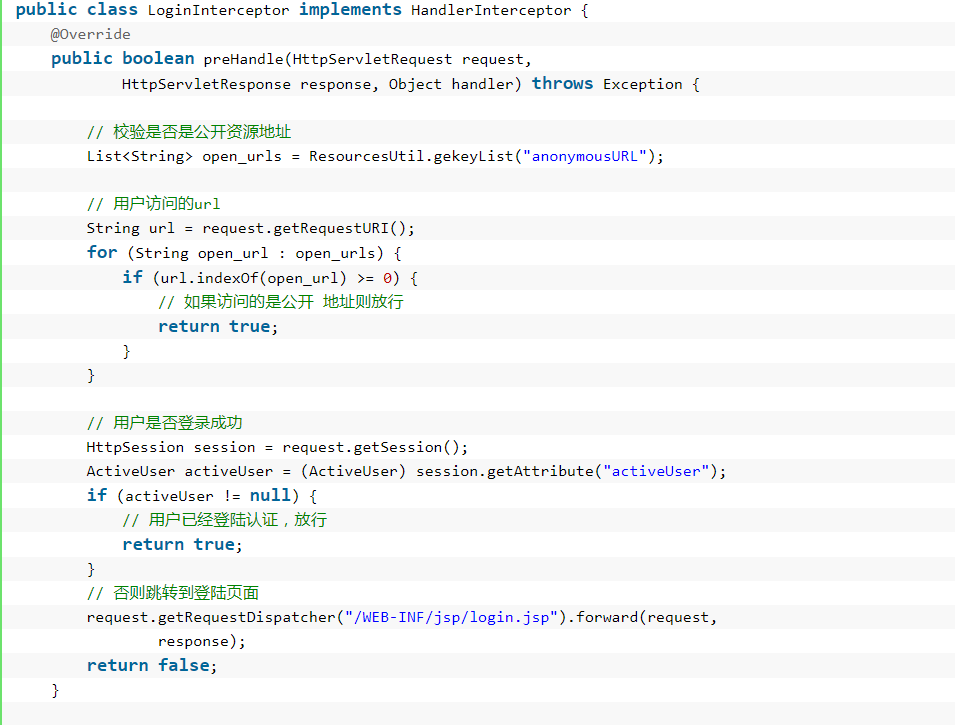 public class LoginInterceptor implements HandlerInterceptor {
@Override
public boolean preHandle(HttpServletRequest request,
HttpServletResponse response, Object handler) throws Exception {
// 校验是否是公开资源地址
List<String> open_urls = ResourcesUtil.gekeyList("anonymousURL");
// 用户访问的url
String url = request.getRequestURI();
for (String open_url : open_urls) {
if (url.indexOf(open_url) >= 0) {
// 如果访问的是公开 地址则放行
return true;
}
}
// 用户是否登录成功
HttpSession session = request.getSession();
ActiveUser activeUser = (ActiveUser) session.getAttribute("activeUser");
if (activeUser != null) {
// 用户已经登陆认证，放行
return true;
}
// 否则跳转到登陆页面
request.getRequestDispatcher("/WEB-INF/jsp/login.jsp").forward(request,
response);
return false;
}